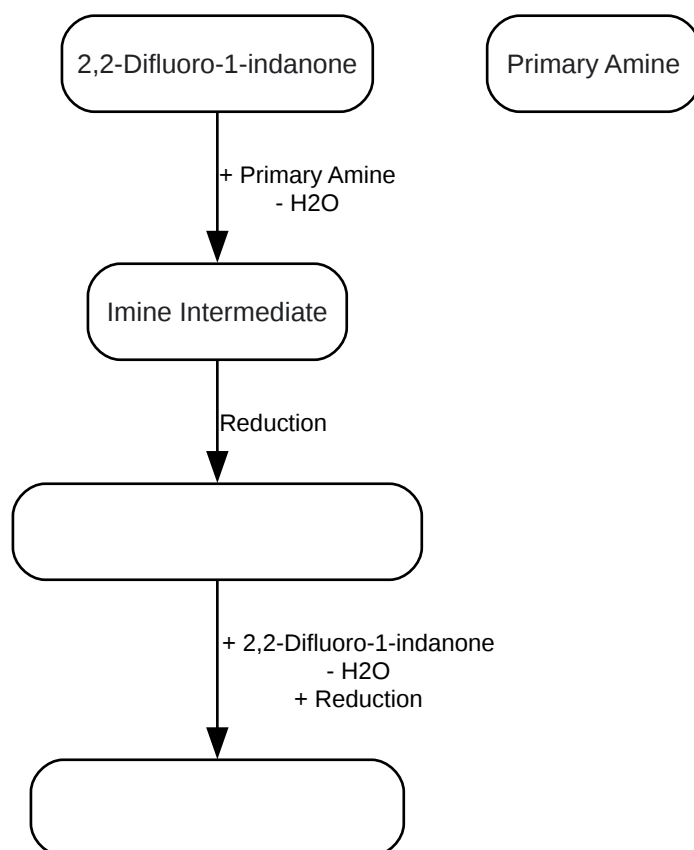 2,2-Difluoro-1-indanone
Primary Amine
+ Primary Amine
- H2O
Imine Intermediate
Reduction
+ 2,2-Difluoro-1-indanone
- H2O
+ Reduction